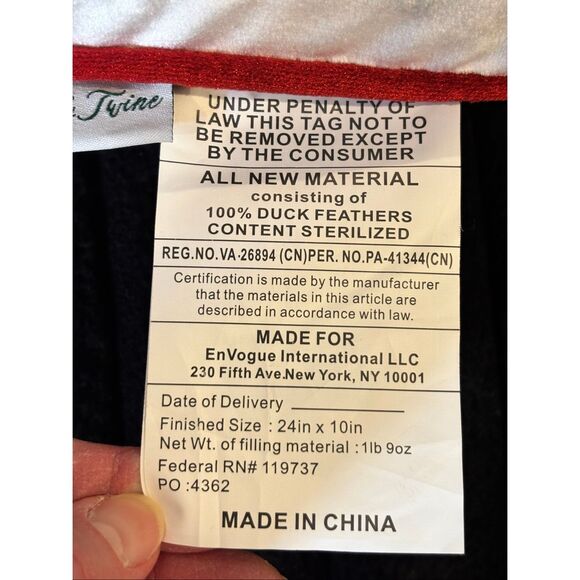 Twine
UNDER PENALTY OF
LAW THIS TAG NOT TO
BE REMOVED EXCEPT
BY THE CONSUMER
ALL NEW MATERIAL
consisting of
100% DUCK FEATHERS
CONTENT STERILIZED
REG.NO.VA-26894 (CN)PER. NO.PA-41344(CN)
Certification is made by the manufacturer
that the materials in this article are
described in accordance with law.
MADE FOR
EnVogue International LLC
230 Fifth Ave.New York, NY 10001
Date of Delivery
Finished Size : 24in x 10in
Net Wt. of filling material :1lb 9oz
Federal RN# 119737
PO :4362
MADE IN CHINA